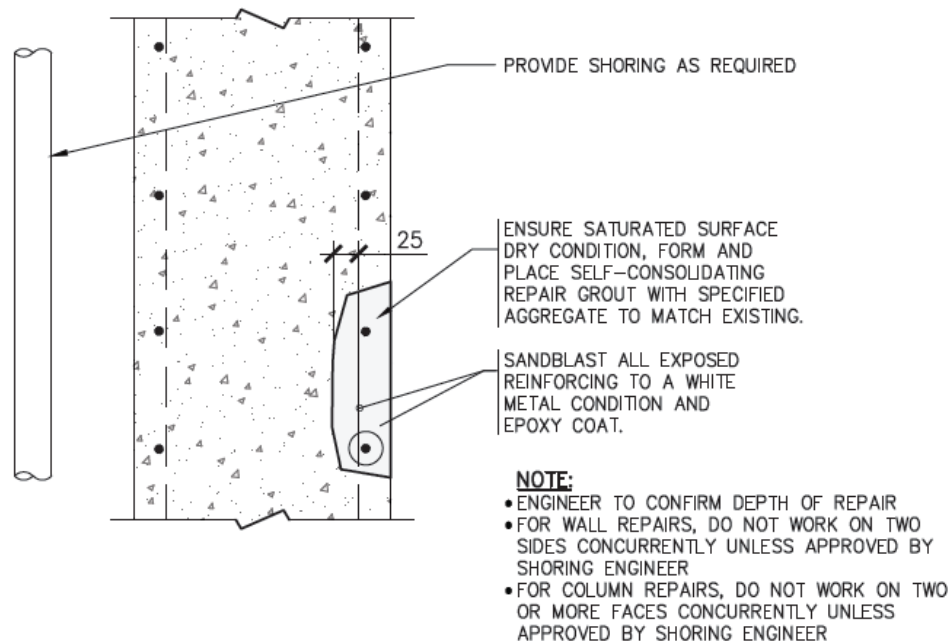 PROVIDE SHORING AS REQUIRED
25
ENSURE SATURATED SURFACE
DRY CONDITION, FORM AND
PLACE SELF-CONSOLIDATING
REPAIR GROUT WITH SPECIFIED
AGGREGATE TO MATCH EXISTING.
SANDBLAST ALL EXPOSED
REINFORCING TO A WHITE
METAL CONDITION AND
EPOXY COAT.
NOTE:
• ENGINEER TO CONFIRM DEPTH OF REPAIR
• FOR WALL REPAIRS, DO NOT WORK ON TWO
SIDES CONCURRENTLY UNLESS APPROVED BY
SHORING ENGINEER
• FOR COLUMN REPAIRS, DO NOT WORK ON TWO
OR MORE FACES CONCURRENTLY UNLESS
APPROVED BY SHORING ENGINEER